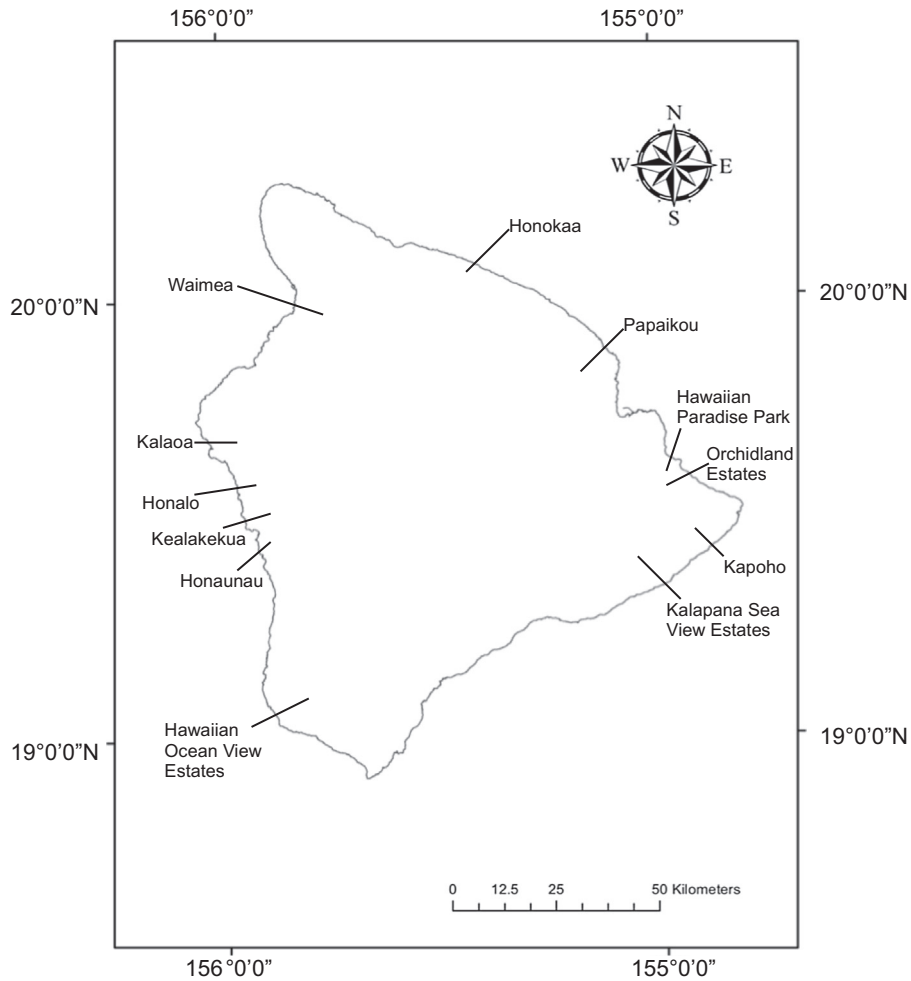 156°0'0"
155°0'0"
N
W
E
S
Honokaa
Waimea
20°0'0"N
20°0'0"N
Papaikou
Hawaiian
Paradise Park
Kalaoa
Orchidland
Estates
Honalo
Kealakekua
Kapoho
Honaunau
Kalapana Sea
View Estates
Hawaiian
Ocean View
Estates
19°0'0"N
19°0'0"N
0 12.5 25 50 Kilometers
156°0'0"
155°0'0"